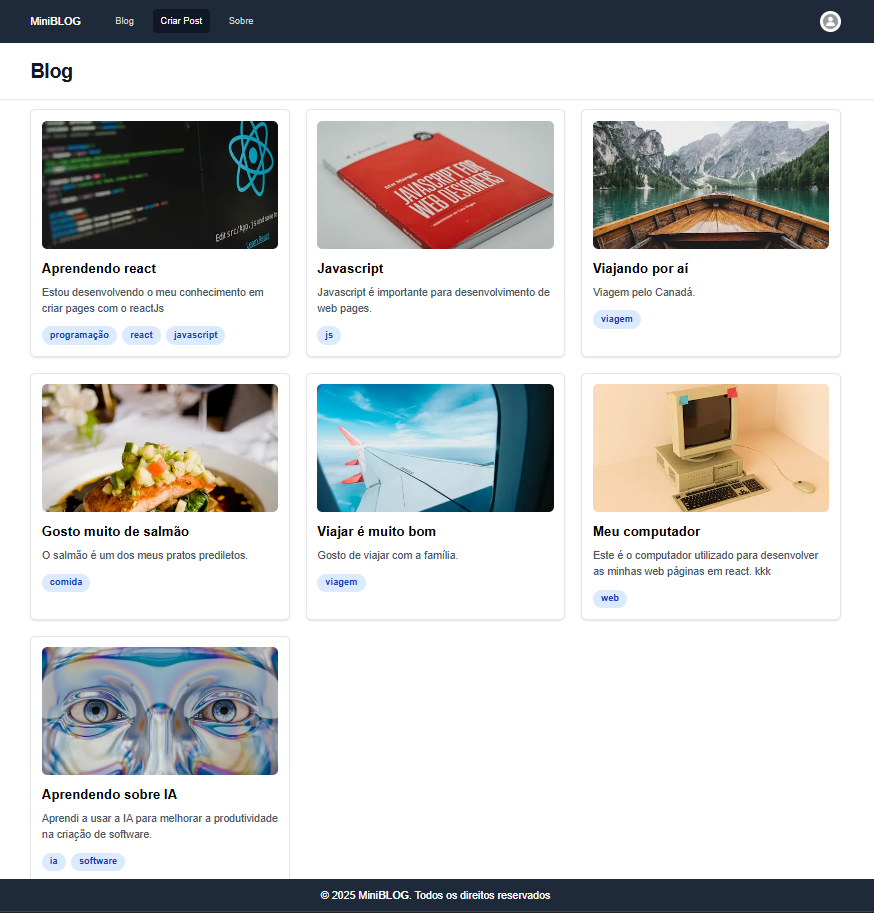 MiniBLOG Blog Criar Post Sobre
Blog
Edit src/App.js and save to
Learn React
JAVASCRIPT FOR
WEB DESIGNERS
Aprendendo react
Estou desenvolvendo o meu conhecimento em
criar pages com o reactJs
programação react javascript
Javascript
Javascript é importante para desenvolvimento de
web pages.
js
Viajando por aí
Viagem pelo Canadá.
viagem
Gosto muito de salmão
O salmão é um dos meus pratos prediletos.
comida
Viajar é muito bom
Gosto de viajar com a família.
viagem
Meu computador
Este é o computador utilizado para desenvolver
as minhas web páginas em react. kkk
web
Aprendendo sobre IA
Aprendi a usar a IA para melhorar a produtividade
na criação de software.
ia software
© 2025 MiniBLOG. Todos os direitos reservados